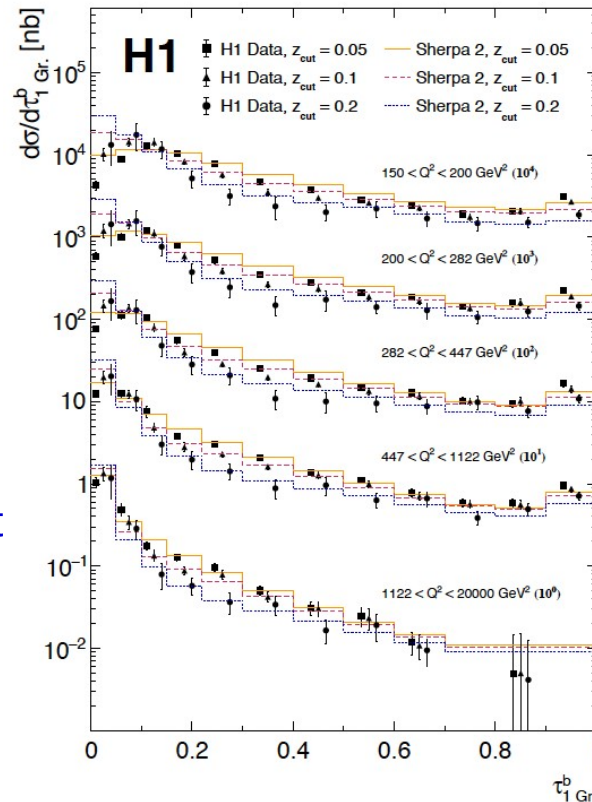 dσ/dτ₁ᵇ Gr. [nb]
H1
H1 Data, z_cut = 0.05
H1 Data, z_cut = 0.1
H1 Data, z_cut = 0.2
Sherpa 2, z_cut = 0.05
Sherpa 2, z_cut = 0.1
Sherpa 2, z_cut = 0.2
10⁵
10⁴
10³
10²
10
1
10⁻¹
10⁻²
150 < Q² < 200 GeV² (10⁴)
200 < Q² < 282 GeV² (10³)
282 < Q² < 447 GeV² (10²)
447 < Q² < 1122 GeV² (10¹)
1122 < Q² < 20000 GeV² (10⁰)
0 0.2 0.4 0.6 0.8
τ₁ᵇ Gr.